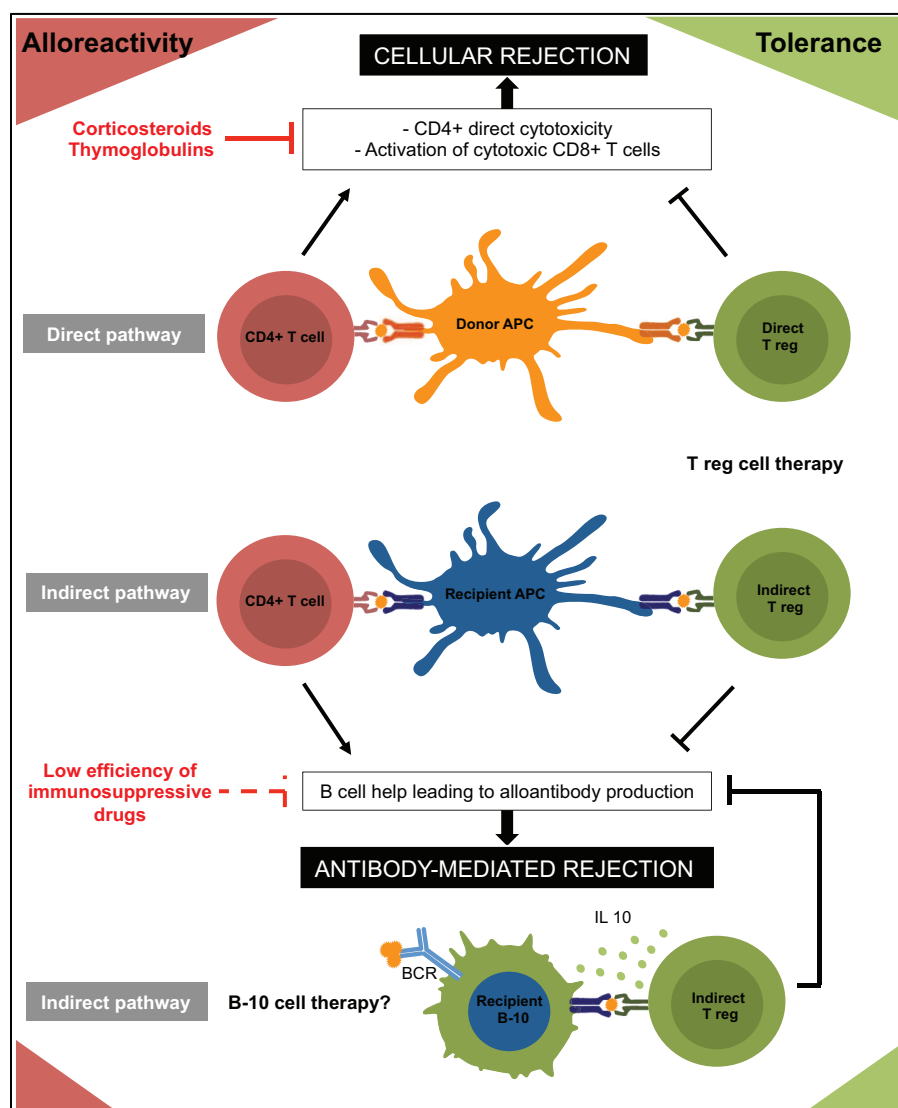 Alloreactivity
Tolerance
CELLULAR REJECTION
Corticosteroids
Thymoglobulins
- CD4+ direct cytotoxicity
- Activation of cytotoxic CD8+ T cells
Direct pathway
CD4+ T cell
Donor APC
Direct
T reg
T reg cell therapy
Indirect pathway
CD4+ T cell
Recipient APC
Indirect
T reg
Low efficiency of
immunosuppressive
drugs
B cell help leading to alloantibody production
ANTIBODY-MEDIATED REJECTION
IL 10
BCR
Indirect pathway
B-10 cell therapy?
Recipient
B-10
Indirect
T reg